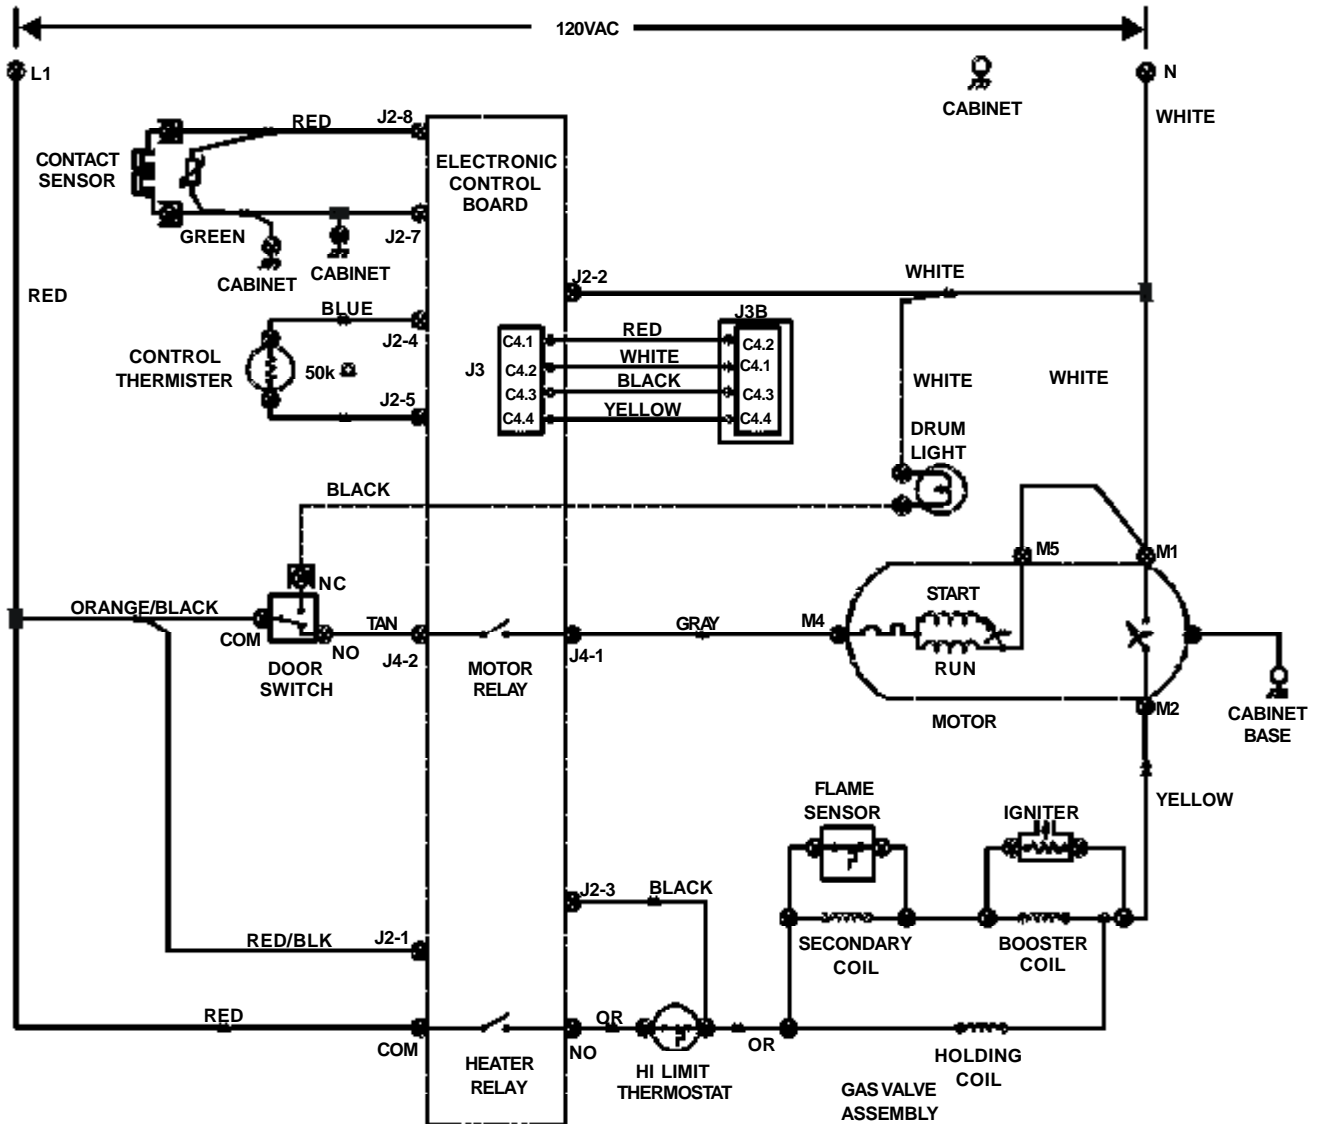 120VAC
L1
N
CABINET
WHITE
J2-8
RED
CONTACT
SENSOR
ELECTRONIC
CONTROL
BOARD
GREEN
J2-7
CABINET
CABINET
RED
J2-2
WHITE
BLUE
J2-4
J3B
CONTROL
THERMISTER
50k Ω
J3
C4.1
RED
C4.2
C4.2
WHITE
C4.1
C4.3
BLACK
C4.3
C4.4
YELLOW
C4.4
J2-5
WHITE
WHITE
DRUM
LIGHT
BLACK
NC
M5
M1
ORANGE/BLACK
COM
TAN
NO
J4-2
DOOR
SWITCH
MOTOR
RELAY
J4-1
GRAY
M4
START
RUN
MOTOR
M2
CABINET
BASE
YELLOW
FLAME
SENSOR
IGNITER
J2-3
BLACK
RED/BLK
J2-1
SECONDARY
COIL
BOOSTER
COIL
RED
COM
HEATER
RELAY
NO
OR
HI LIMIT
THERMOSTAT
OR
HOLDING
COIL
GAS VALVE
ASSEMBLY